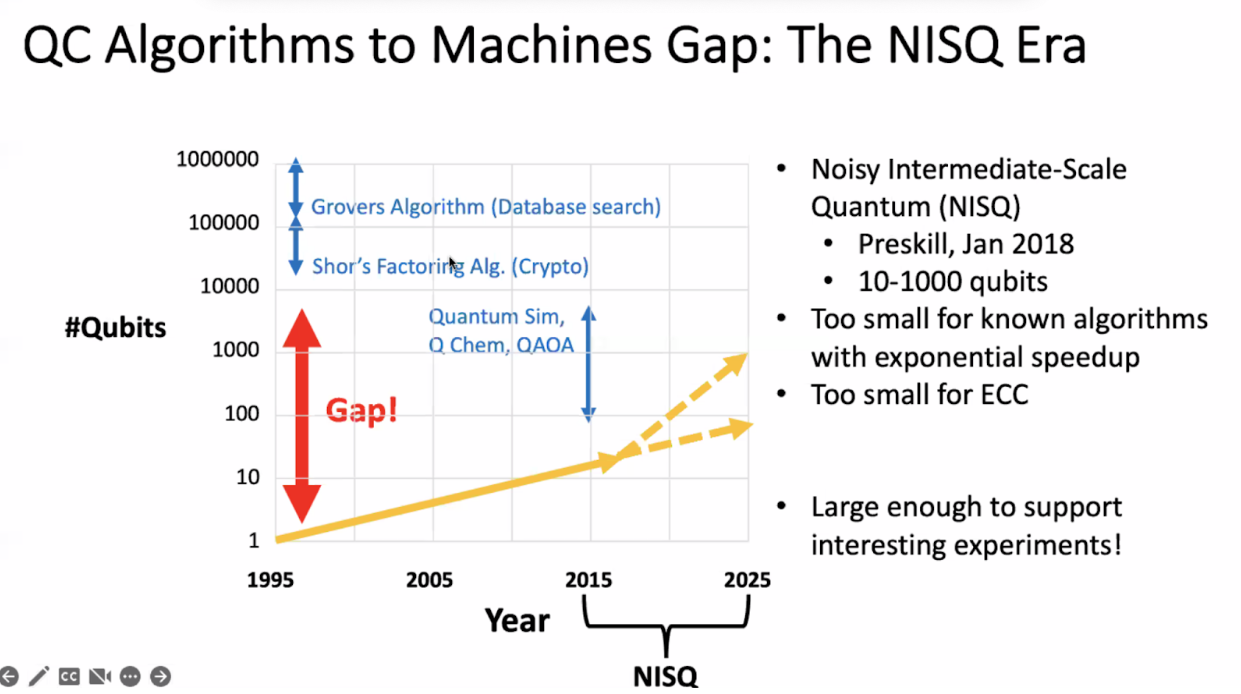 QC Algorithms to Machines Gap: The NISQ Era
1000000
100000
10000
1000
100
10
1
#Qubits
Grovers Algorithm (Database search)
Shor's Factoring Alg. (Crypto)
Quantum Sim,
Q Chem, QAOA
Gap!
1995
2005
2015
2025
Year
NISQ
• Noisy Intermediate-Scale
Quantum (NISQ)
• Preskill, Jan 2018
• 10-1000 qubits
• Too small for known algorithms
with exponential speedup
• Too small for ECC
• Large enough to support
interesting experiments!
CC